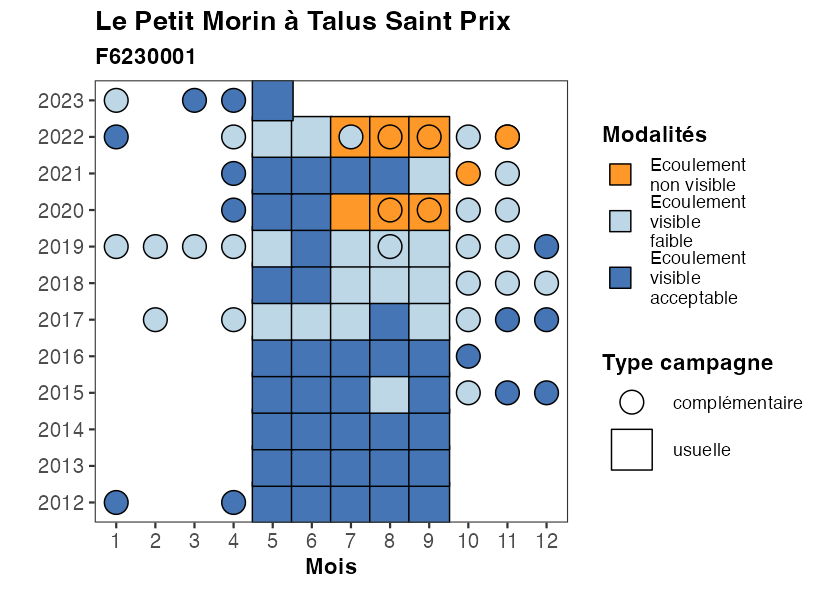 Le Petit Morin à Talus Saint Prix
F6230001
2023
2022
2021
2020
2019
2018
2017
2016
2015
2014
2013
2012
1 2 3 4 5 6 7 8 9 10 11 12
Mois
Modalités
Ecoulement
non visible
Ecoulement
visible
faible
Ecoulement
visible
acceptable
Type campagne
complémentaire
usuelle